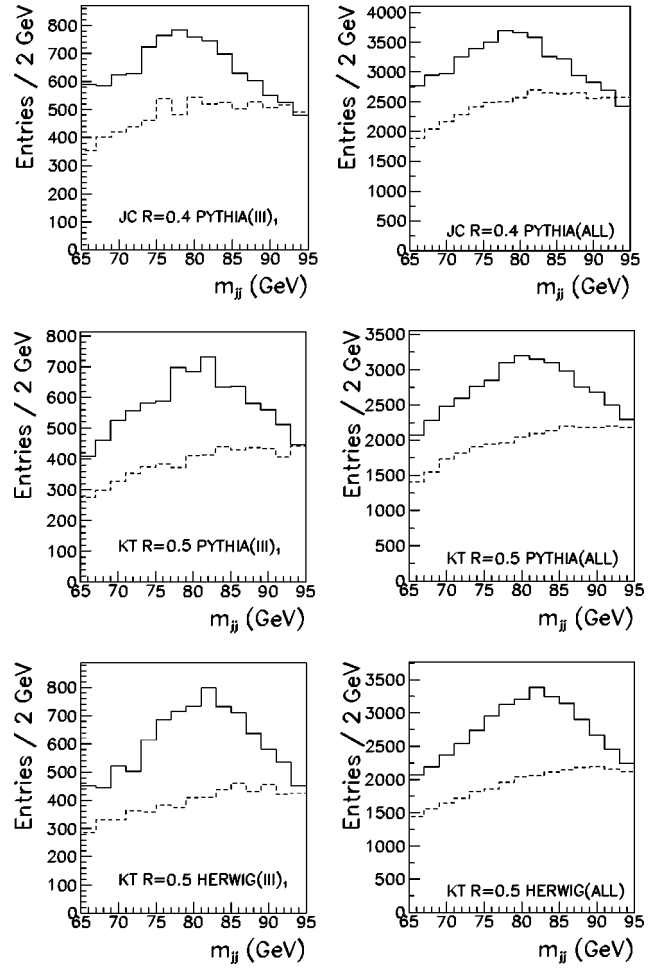 Entries / 2 GeV
800
700
600
500
400
300
200
100
0
65 70 75 80 85 90 95
JC R=0.4 PYTHIA(III)₁
m_jj (GeV)
Entries / 2 GeV
4000
3500
3000
2500
2000
1500
1000
500
0
65 70 75 80 85 90 95
JC R=0.4 PYTHIA(ALL)
m_jj (GeV)
Entries / 2 GeV
800
700
600
500
400
300
200
100
0
65 70 75 80 85 90 95
KT R=0.5 PYTHIA(III)₁
m_jj (GeV)
Entries / 2 GeV
3500
3000
2500
2250
2000
1500
1000
500
0
65 70 75 80 85 90 95
KT R=0.5 PYTHIA(ALL)
m_jj (GeV)
Entries / 2 GeV
800
700
600
500
400
300
200
100
0
65 70 75 80 85 90 95
KT R=0.5 HERWIG(III)₁
m_jj (GeV)
Entries / 2 GeV
3500
3000
2500
2000
1500
1000
500
0
65 70 75 80 85 90 95
KT R=0.5 HERWIG(ALL)
m_jj (GeV)